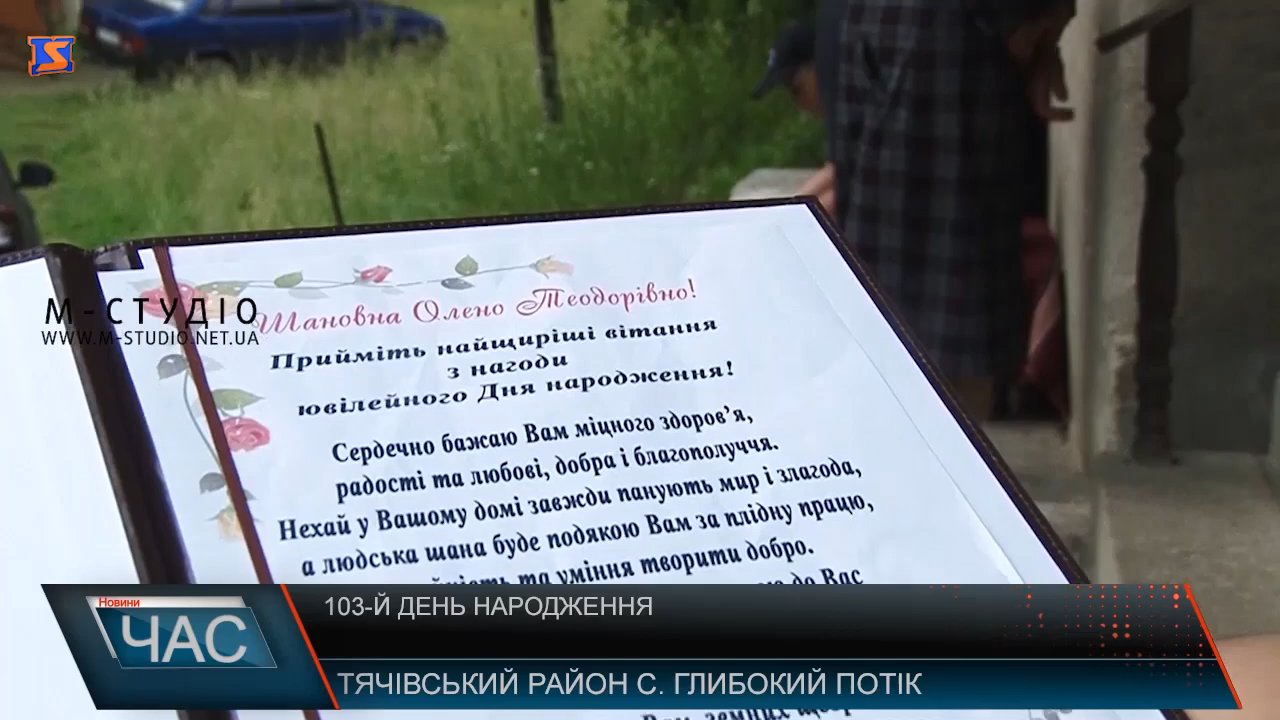 М-СТУДІО
WWW.M-STUDIO.NET.UA
Шановна Олено Теодорівно!
Прийміть найщиріші вітання
з нагоди
ювілейного Дня народження!
Сердечно бажаю Вам міцного здоров’я,
радості та любові, добра і благополуччя.
Нехай у Вашому домі завжди панують мир і злагода,
а людська шана буде подякою Вам за плідну працю,
та уміння творити добро.
до Вас
Новини
ЧАС
103-Й ДЕНЬ НАРОДЖЕННЯ
ТЯЧІВСЬКИЙ РАЙОН С. ГЛИБОКИЙ ПОТІК